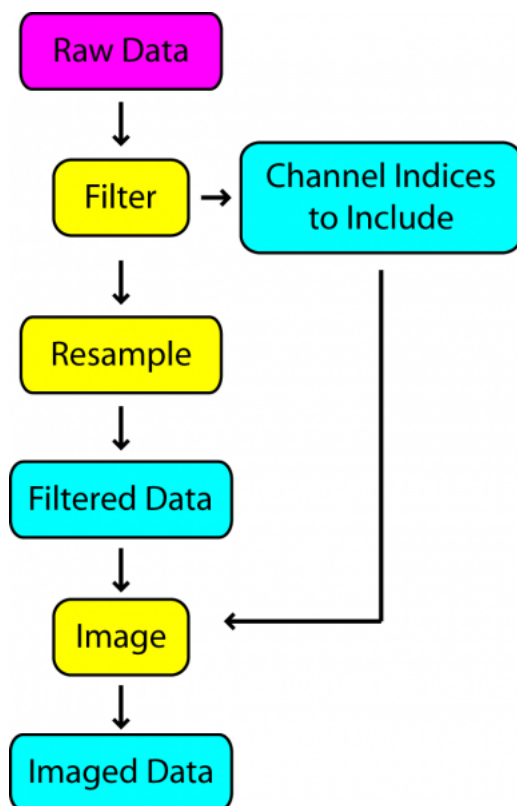 Raw Data
Filter
Channel Indices
to Include
Resample
Filtered Data
Image
Imaged Data